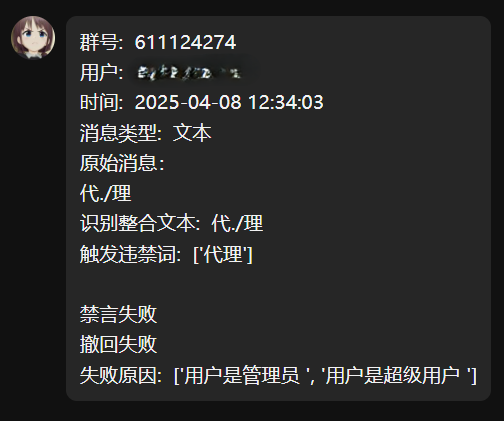 群号: 611124274
用户:
时间: 2025-04-08 12:34:03
消息类型: 文本
原始消息:
代./理
识别整合文本: 代./理
触发违禁词: ['代理']
禁言失败
撤回失败
失败原因: ['用户是管理员 ', '用户是超级用户 ']